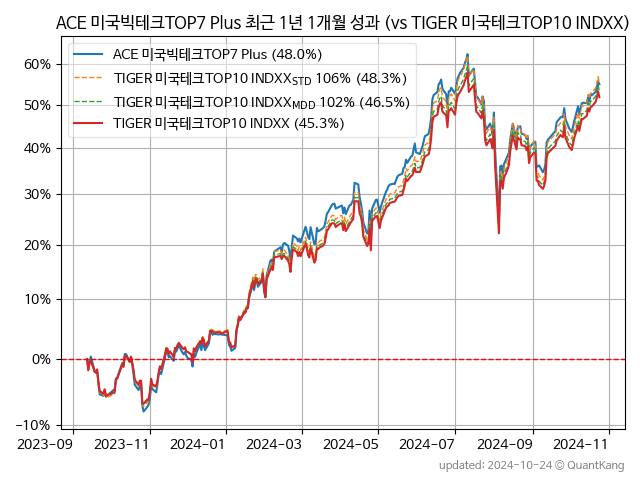 ACE 미국빅테크TOP7 Plus 최근 1년 1개월 성과 (vs TIGER 미국테크TOP10 INDXX)
ACE 미국빅테크TOP7 Plus (48.0%)
TIGER 미국테크TOP10 INDXX STD 106% (48.3%)
TIGER 미국테크TOP10 INDXX MDD 102% (46.5%)
TIGER 미국테크TOP10 INDXX (45.3%)
60%
50%
40%
30%
20%
10%
0%
−10%
2023-09 2023-11 2024-01 2024-03 2024-05 2024-07 2024-09 2024-11
updated: 2024-10-24 © QuantKang